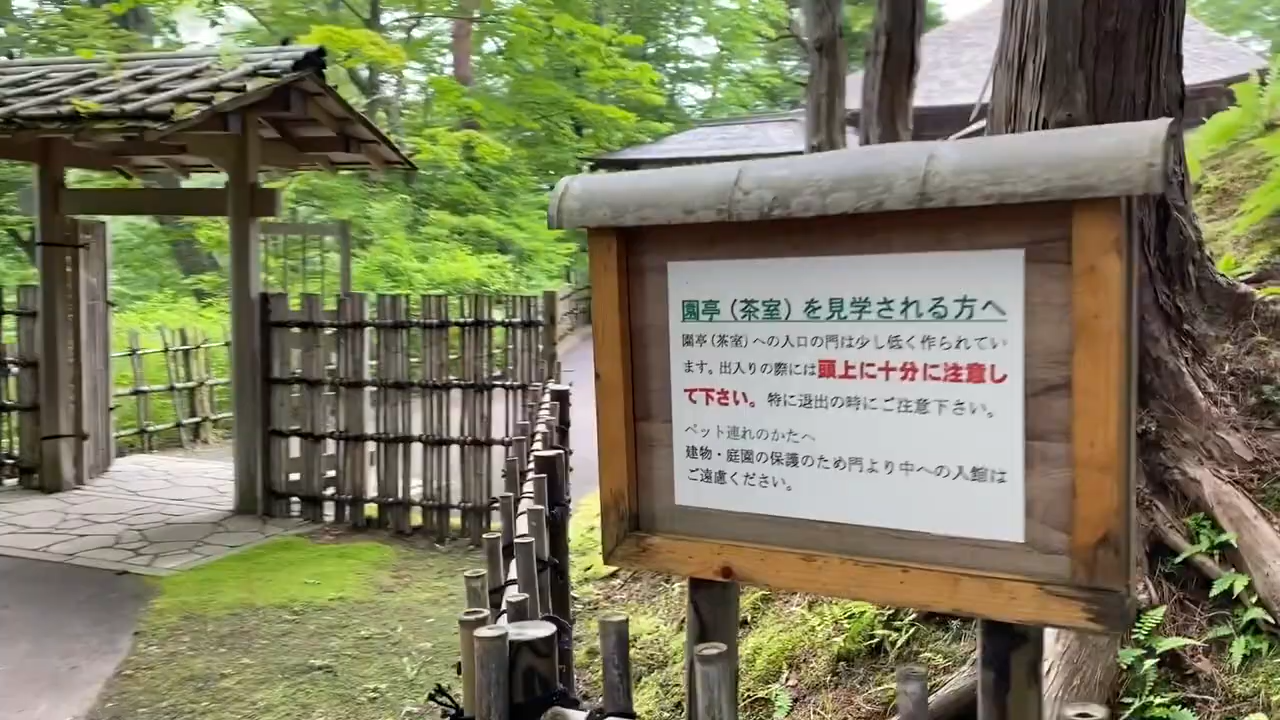 園亭（茶室）を見学される方へ
園亭（茶室）への入口の門は少し低く作られてい
ます。出入りの際には頭上に十分に注意し
て下さい。特に退出の時にご注意下さい。
ペット連れのかたへ
建物・庭園の保護のため門より中への入館は
ご遠慮ください。